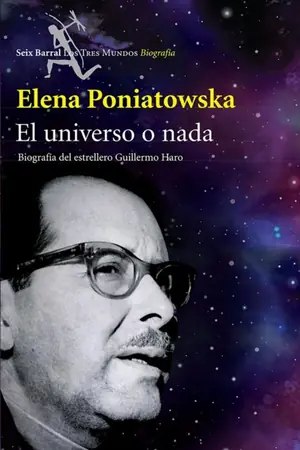 Seix Barral Los Tres Mundos Biografía
Elena Poniatowska
El universo o nada
Biografía del estrellero Guillermo Haro